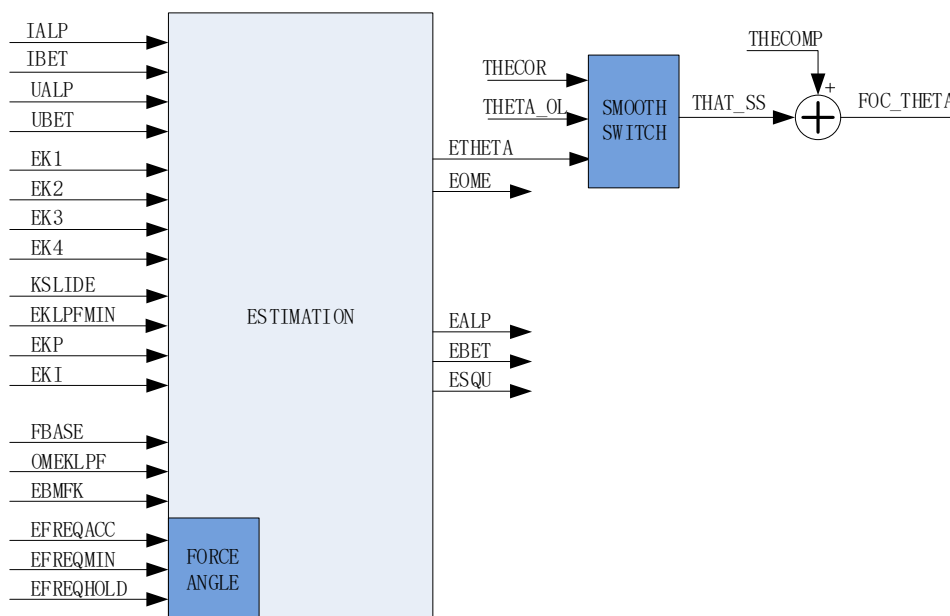 IALP
IBET
UALP
UBET
EK1
EK2
EK3
EK4
KSLIDE
EKLPFMIN
EKP
EKI
FBASE
OMEKLPF
EBMFK
EFREQACC
EFREQMIN
EFREQHOLD
FORCE
ANGLE
ESTIMATION
ETHETA
EOME
EALP
EBET
ESQU
THECOR
THETA_OL
SMOOTH
SWITCH
THAT_SS
THECOMP
+
FOC_THETA